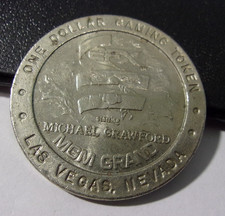 ONE DOLLAR GAMING TOKEN
MICHAEL CRAWFORD
MGM GRAND
LAS VEGAS, NEVADA